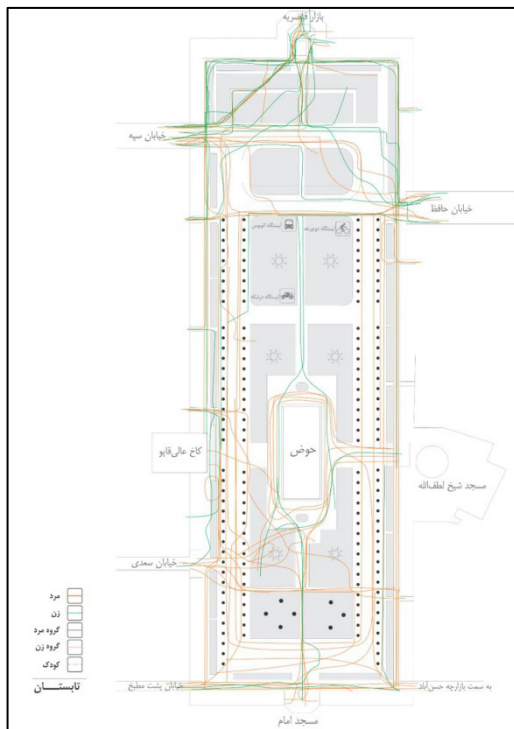 بازار قیصریه
خیابان سپه
خیابان حافظ
ایستگاه اتوبوس
ایستگاه دوچرخه
ایستگاه درشکه
حوض
کاخ عالی‌قاپو
مسجد شیخ لطف‌الله
خیابان سعدی
مرد
زن
گروه مرد
گروه زن
کودک
تابستــــان
خیابان پشت مطبخ
به سمت بازارچه حسن‌آباد
مسجد امام